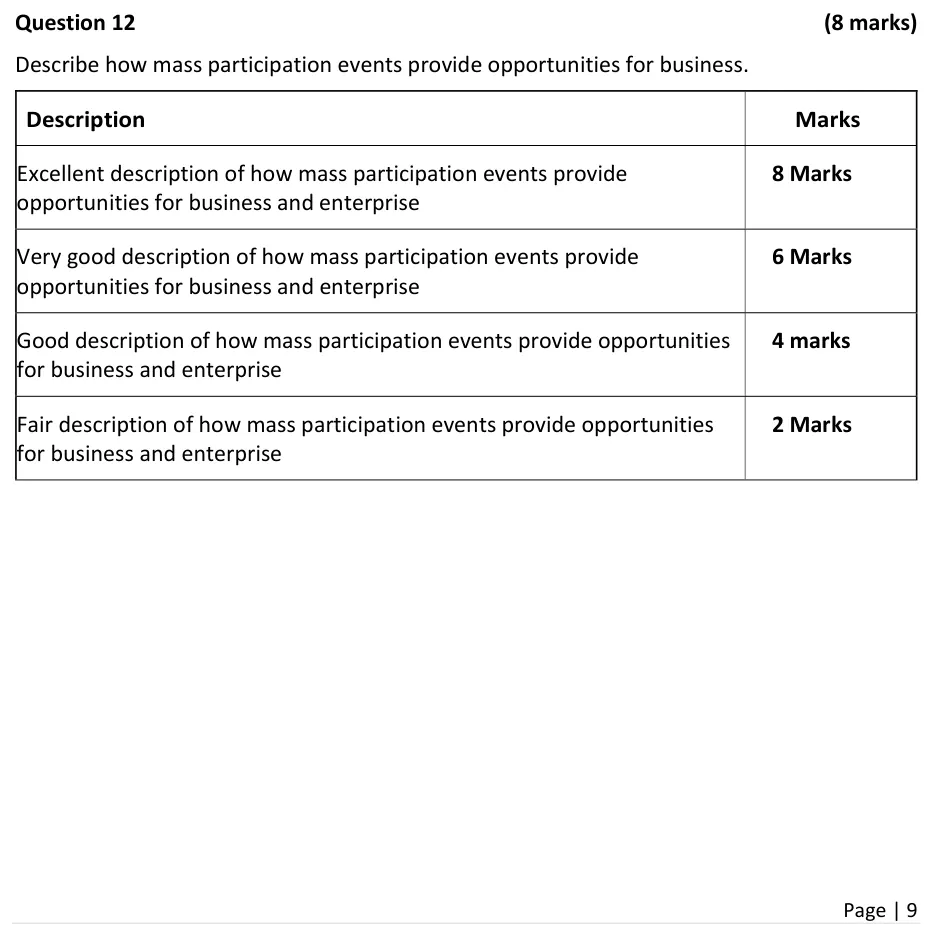 Question 12 (8 marks)
Describe how mass participation events provide opportunities for business.
Description Marks
Excellent description of how mass participation events provide 8 Marks
opportunities for business and enterprise
Very good description of how mass participation events provide 6 Marks
opportunities for business and enterprise
Good description of how mass participation events provide opportunities 4 marks
for business and enterprise
Fair description of how mass participation events provide opportunities 2 Marks
for business and enterprise
Page | 9